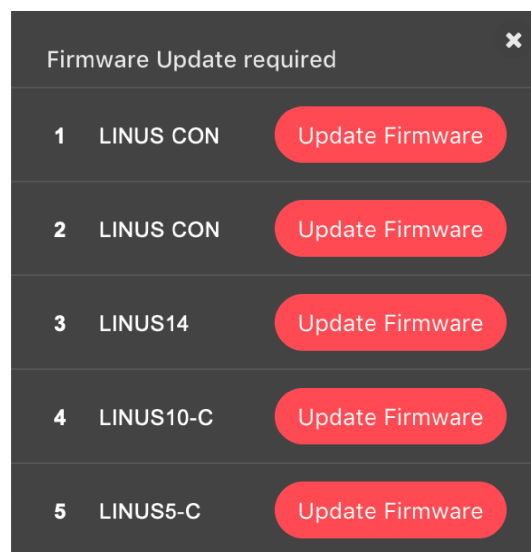 Firmware Update required
1 LINUS CON Update Firmware
2 LINUS CON Update Firmware
3 LINUS14 Update Firmware
4 LINUS10-C Update Firmware
5 LINUS5-C Update Firmware